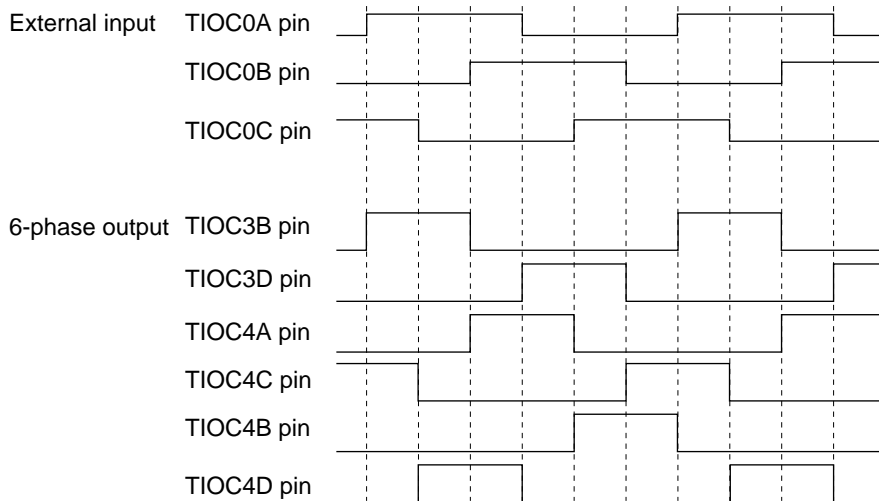 External input TIOC0A pin
TIOC0B pin
TIOC0C pin
6-phase output TIOC3B pin
TIOC3D pin
TIOC4A pin
TIOC4C pin
TIOC4B pin
TIOC4D pin